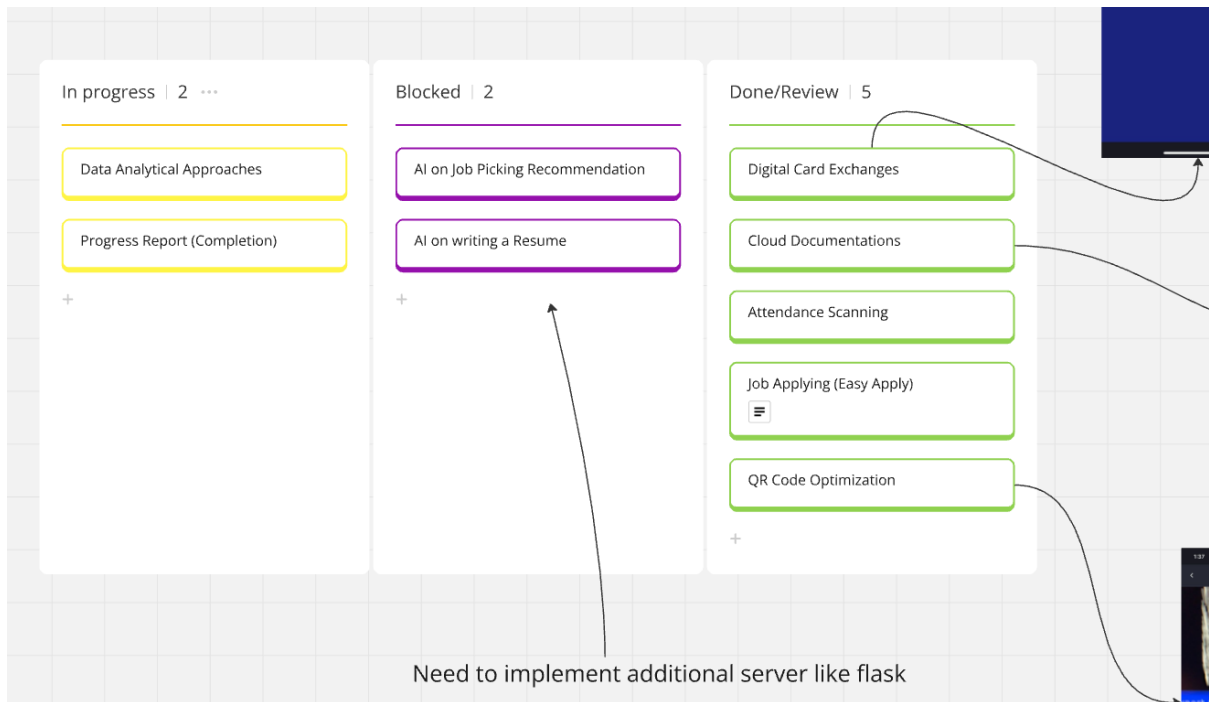 In progress 2 ...
Data Analytical Approaches
Progress Report (Completion)
+
Blocked 2
AI on Job Picking Recommendation
AI on writing a Resume
+
Done/Review 5
Digital Card Exchanges
Cloud Documentations
Attendance Scanning
Job Applying (Easy Apply)
QR Code Optimization
+
Need to implement additional server like flask
1:37